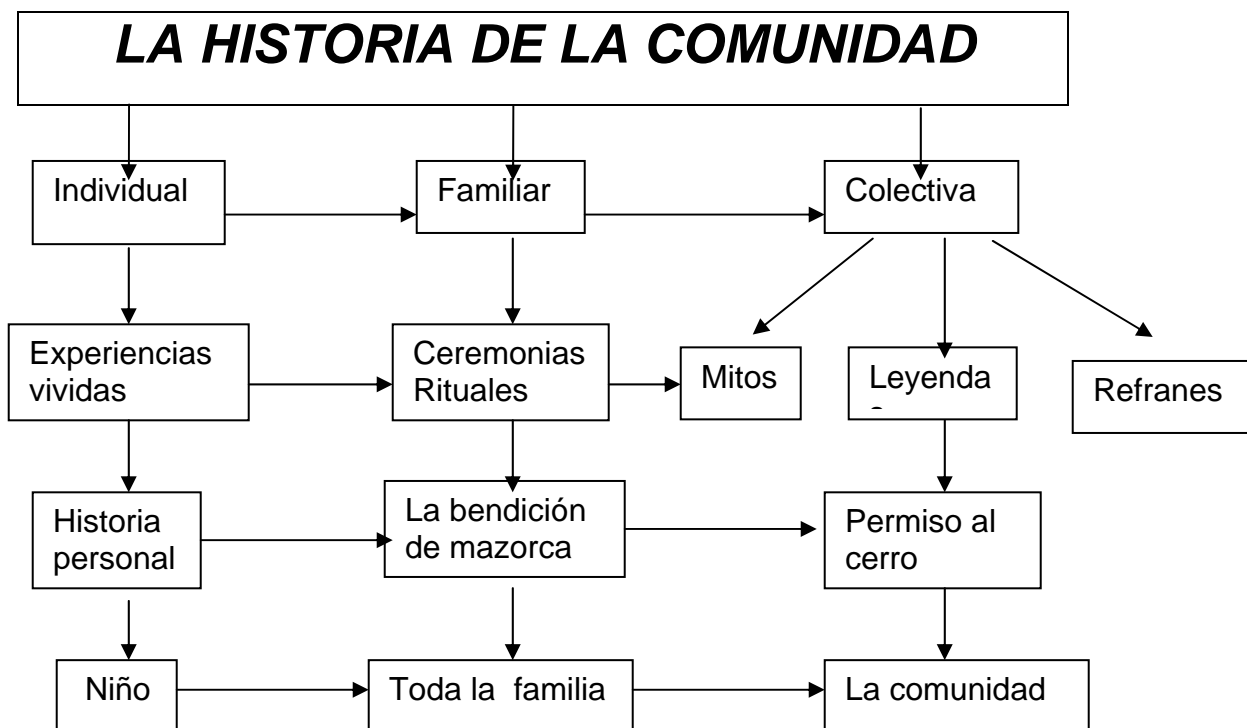 LA HISTORIA DE LA COMUNIDAD
Individual
Familiar
Colectiva
Experiencias
vividas
Ceremonias
Rituales
Mitos
Leyenda
Refranes
Historia
personal
La bendición
de mazorca
Permiso al
cerro
Niño
Toda la familia
La comunidad